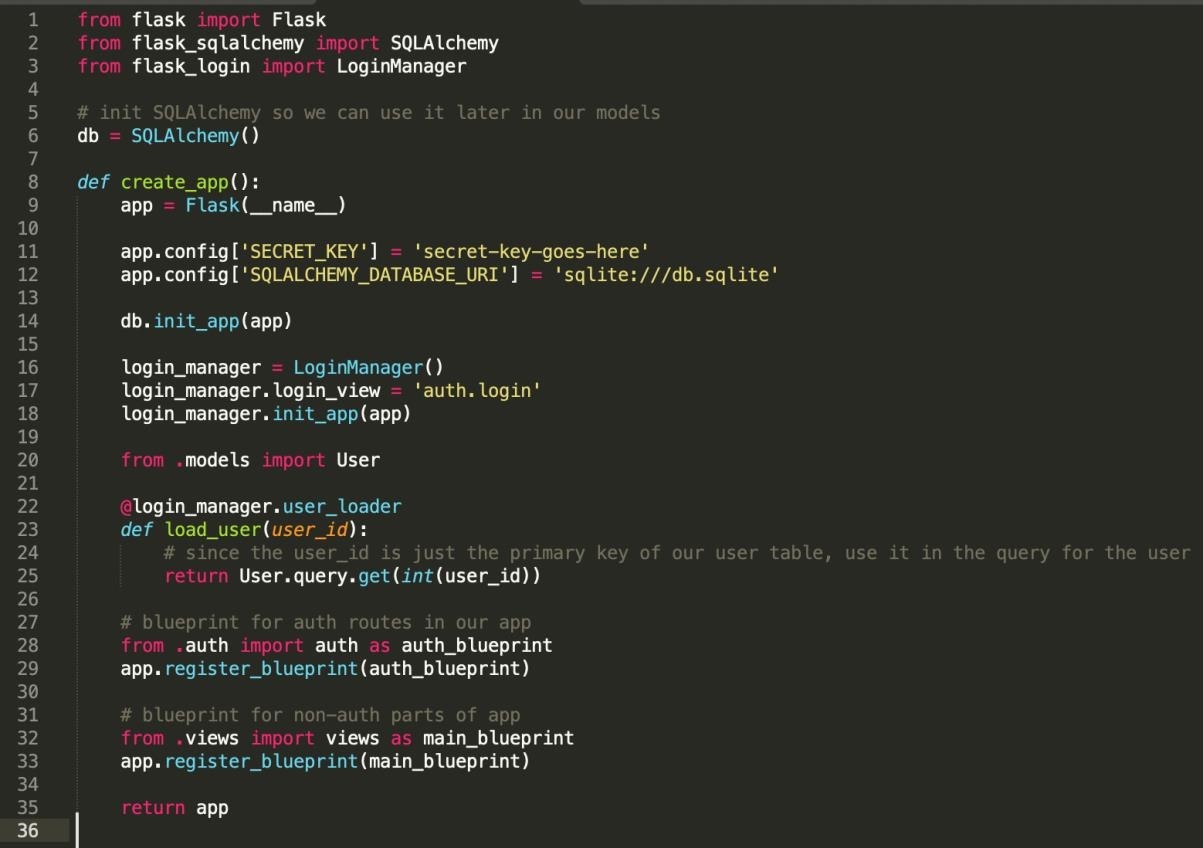 1 from flask import Flask
2 from flask_sqlalchemy import SQLAlchemy
3 from flask_login import LoginManager
4
5 # init SQLAlchemy so we can use it later in our models
6 db = SQLAlchemy()
7
8 def create_app():
9     app = Flask(__name__)
10
11     app.config['SECRET_KEY'] = 'secret-key-goes-here'
12     app.config['SQLALCHEMY_DATABASE_URI'] = 'sqlite:///db.sqlite'
13
14     db.init_app(app)
15
16     login_manager = LoginManager()
17     login_manager.login_view = 'auth.login'
18     login_manager.init_app(app)
19
20     from .models import User
21
22     @login_manager.user_loader
23     def load_user(user_id):
24         # since the user_id is just the primary key of our user table, use it in the query for the user
25         return User.query.get(int(user_id))
26
27     # blueprint for auth routes in our app
28     from .auth import auth as auth_blueprint
29     app.register_blueprint(auth_blueprint)
30
31     # blueprint for non-auth parts of app
32     from .views import views as main_blueprint
33     app.register_blueprint(main_blueprint)
34
35     return app
36